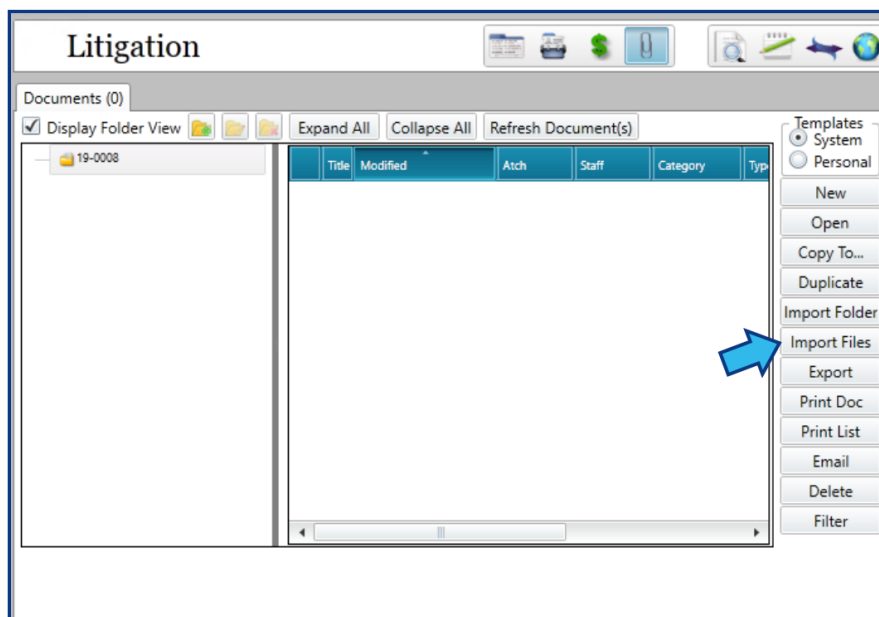 Litigation
Documents (0)
Display Folder View
Expand All
Collapse All
Refresh Document(s)
Templates
System
Personal
19-0008
Title
Modified
Atch
Staff
Category
Typ
New
Open
Copy To...
Duplicate
Import Folder
Import Files
Export
Print Doc
Print List
Email
Delete
Filter